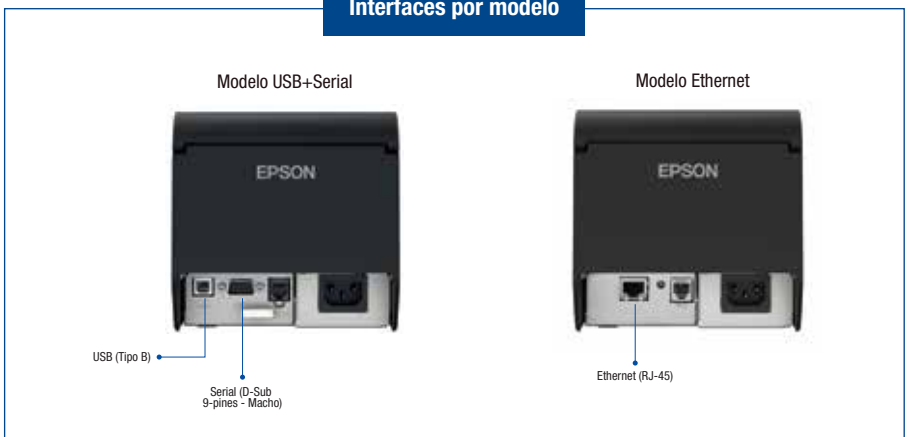 Interfaces por modelo
Modelo USB+Serial
Modelo Ethernet
EPSON
EPSON
USB (Tipo B)
Serial (D-Sub
9-pines - Macho)
Ethernet (RJ-45)